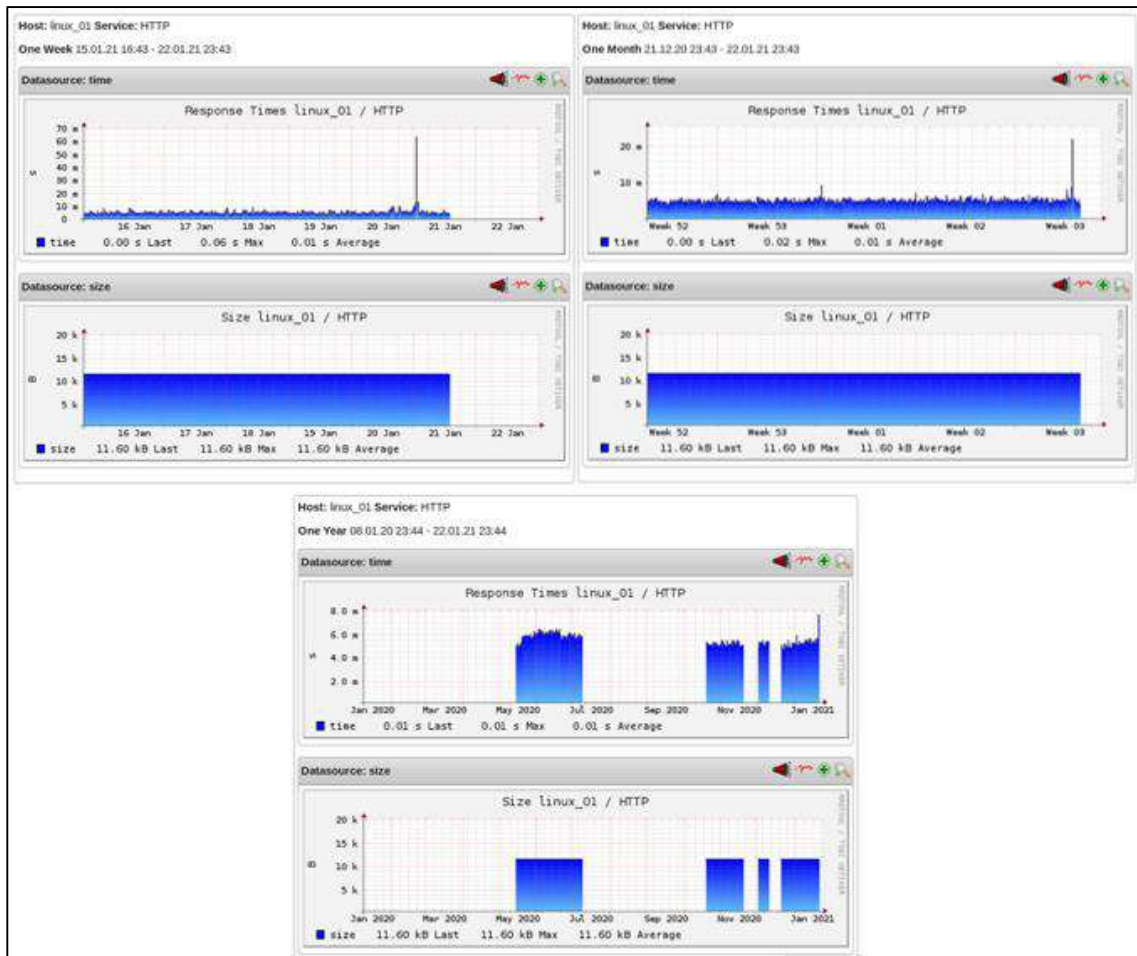 Host: linux_01 Service: HTTP
One Week 15.01.21 16:43 - 22.01.21 23:43
Datasource: time
Response Times linux_01 / HTTP
70 m
60 m
50 m
40 m
30 m
20 m
10 m
0
s
16 Jan 17 Jan 18 Jan 19 Jan 20 Jan 21 Jan 22 Jan
time 0.00 s Last 0.06 s Max 0.01 s Average
Datasource: size
Size linux_01 / HTTP
20 k
15 k
10 k
5 k
B
16 Jan 17 Jan 18 Jan 19 Jan 20 Jan 21 Jan 22 Jan
size 11.60 kB Last 11.60 kB Max 11.60 kB Average
Host: linux_01 Service: HTTP
One Month 21.12.20 23:43 - 22.01.21 23:43
Datasource: time
Response Times linux_01 / HTTP
20 m
10 m
s
Week 52 Week 53 Week 01 Week 02 Week 03
time 0.00 s Last 0.02 s Max 0.01 s Average
Datasource: size
Size linux_01 / HTTP
20 k
15 k
10 k
5 k
B
Week 52 Week 53 Week 01 Week 02 Week 03
size 11.60 kB Last 11.60 kB Max 11.60 kB Average
Host: linux_01 Service: HTTP
One Year 08.01.20 23:44 - 22.01.21 23:44
Datasource: time
Response Times linux_01 / HTTP
8.0 m
6.0 m
4.0 m
2.0 m
s
Jan 2020 Mar 2020 May 2020 Jul 2020 Sep 2020 Nov 2020 Jan 2021
time 0.01 s Last 0.01 s Max 0.01 s Average
Datasource: size
Size linux_01 / HTTP
20 k
15 k
10 k
5 k
B
Jan 2020 Mar 2020 May 2020 Jul 2020 Sep 2020 Nov 2020 Jan 2021
size 11.60 kB Last 11.60 kB Max 11.60 kB Average